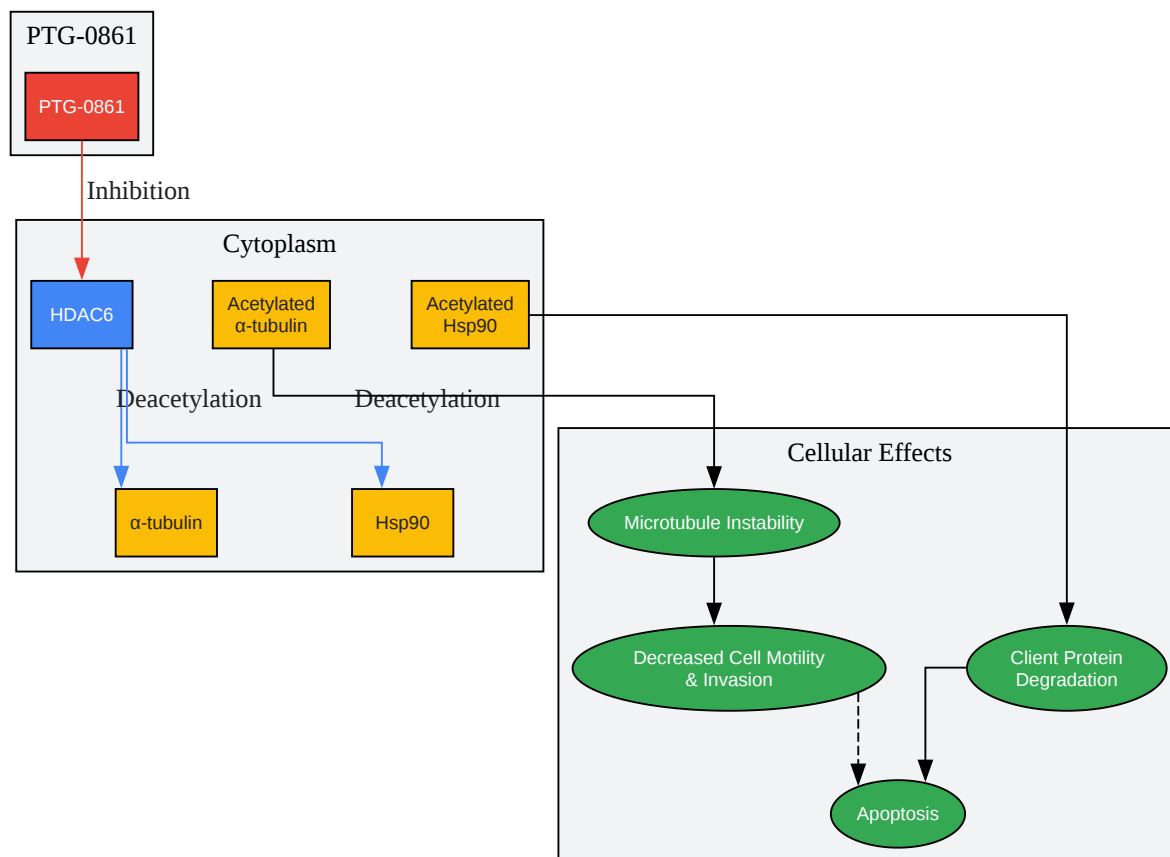 PTG-0861
PTG-0861
Inhibition
Cytoplasm
HDAC6
Acetylated
α-tubulin
Acetylated
Hsp90
Deacetylation
Deacetylation
α-tubulin
Hsp90
Cellular Effects
Microtubule Instability
Decreased Cell Motility
& Invasion
Client Protein
Degradation
Apoptosis